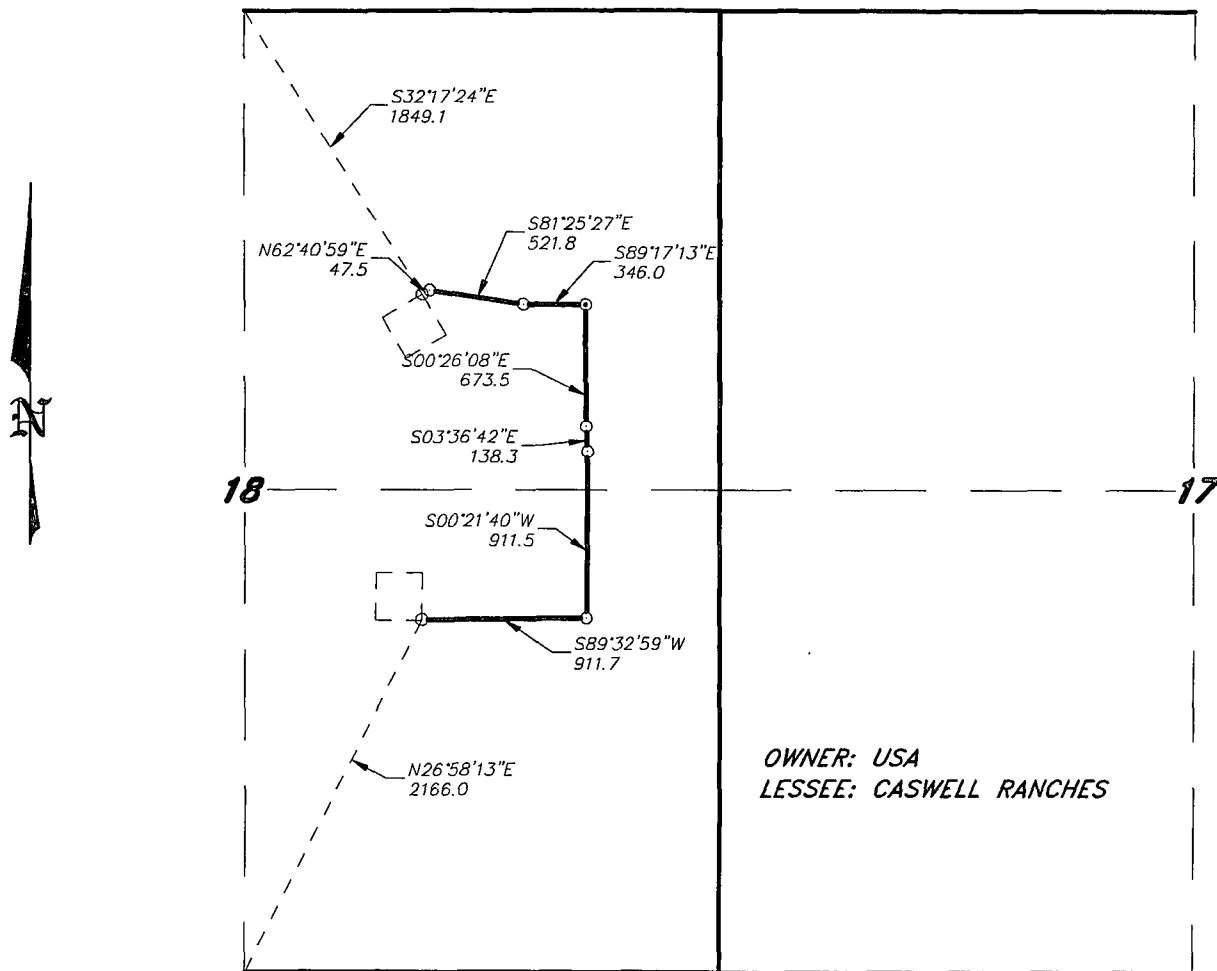 S32°17'24"E
1849.1
S81°25'27"E
521.8
N62°40'59"E
47.5
S89°17'13"E
346.0
S00°26'08"E
673.5
S03°36'42"E
138.3
N
18
17
S00°21'40"W
911.5
S89°32'59"W
911.7
N26°58'13"E
2166.0
OWNER: USA
LESSEE: CASWELL RANCHES